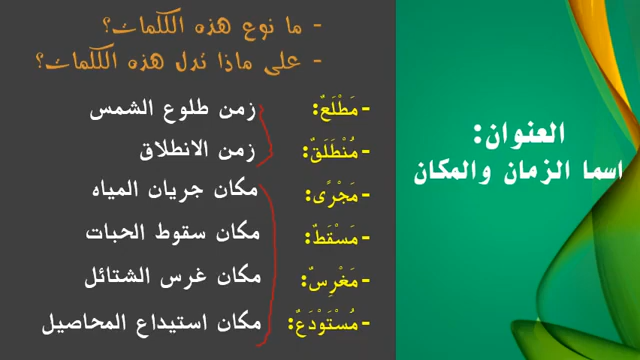 - ما نوع هذه الكلمات؟
- على ماذا تدل هذه الكلمات؟
العنوان:
اسما الزمان والمكان
- مَطْلَعٌ: زمن طلوع الشمس
- مُنْطَلَقٌ: زمن الانطلاق
- مَجْرًى: مكان جريان المياه
- مَسْقَطٌ: مكان سقوط الحبات
- مَغْرِسٌ: مكان غرس الشتائل
- مُسْتَوْدَعٌ: مكان استيداع المحاصيل